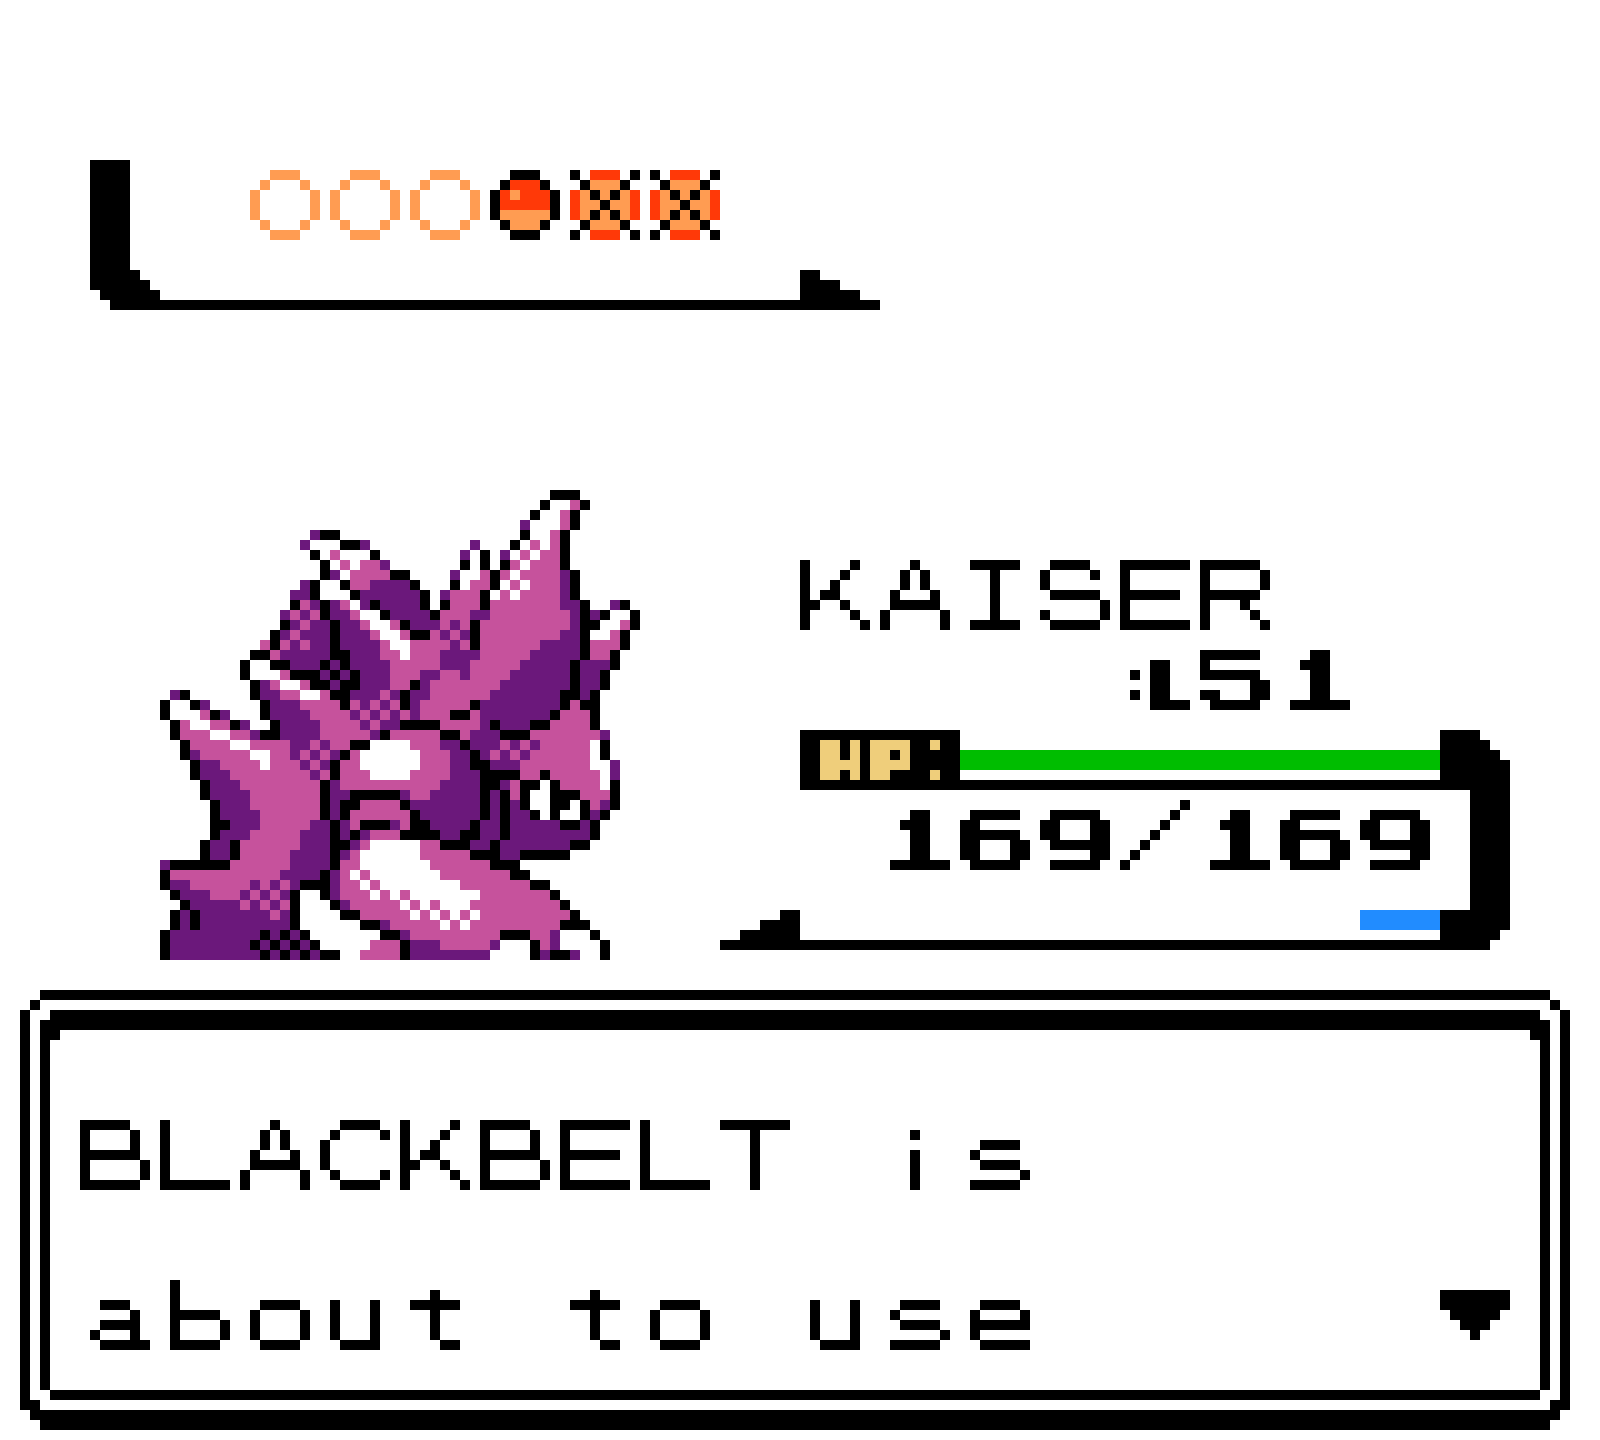 KAISER
:L51
HP:
169/169
BLACKBELT is
about to use